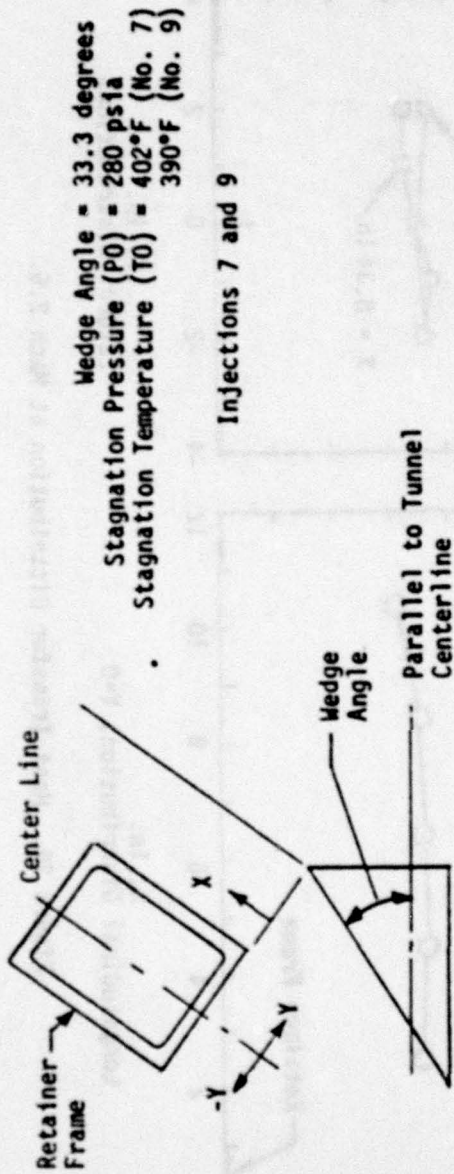 Wedge Angle = 33.3 degrees
Stagnation Pressure (PO) = 280 psia
Stagnation Temperature (TO) = 402°F (No. 7)
390°F (No. 9)
Injections 7 and 9
Center Line
Retainer
Frame
X
-Y
Y
Wedge
Angle
Parallel to Tunnel
Centerline